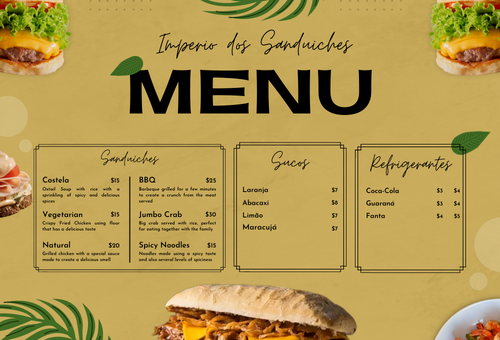 Imperio dos Sanduiches
MENU
Sanduiches
Costela $15
Oxtail Soup with rice with a
sprinkling of spicy and delicious
spices
Vegetarian $15
Crispy Fried Chicken using flour
that has a delicious taste
Natural $20
Grilled chicken with a special sauce
made to create a delicious smell
BBQ $25
Barbeque grilled for a few minutes
to create a crunch from the meat
served
Jumbo Crab $30
Big crab served with rice, perfect
for eating together with the family
Spicy Noodles $15
Noodles made using a spicy taste
and also several levels of spiciness
Sucos
Laranja $7
Abacaxi $8
Limão $7
Maracujá $7
Refrigerantes
Coca-Cola $3 $4
Guaraná $3 $4
Fanta $4 $5